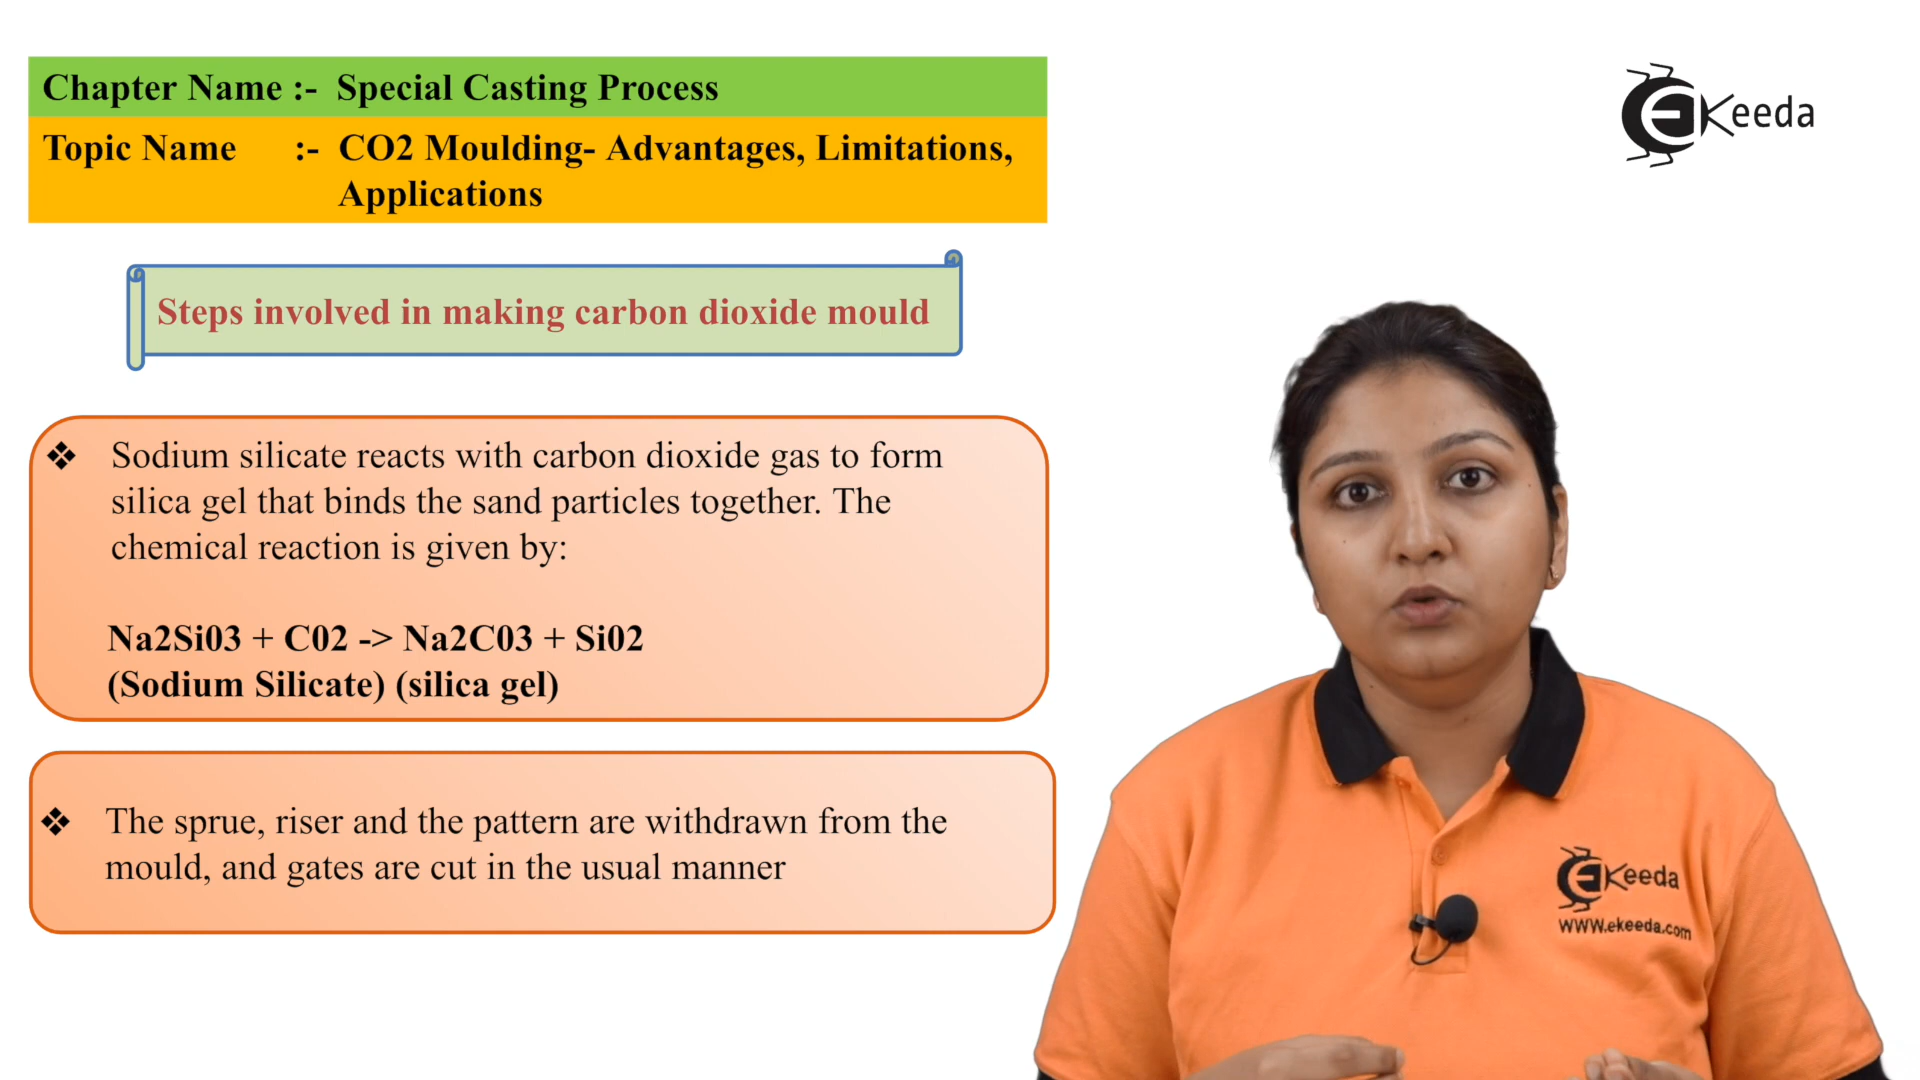 Chapter Name :- Special Casting Process
Topic Name :- CO2 Moulding- Advantages, Limitations,
Applications
EKeeda
Steps involved in making carbon dioxide mould
❖ Sodium silicate reacts with carbon dioxide gas to form
silica gel that binds the sand particles together. The
chemical reaction is given by:
Na2Si03 + C02 -> Na2C03 + Si02
(Sodium Silicate) (silica gel)
❖ The sprue, riser and the pattern are withdrawn from the
mould, and gates are cut in the usual manner
EKeeda
WWW.ekeeda.com